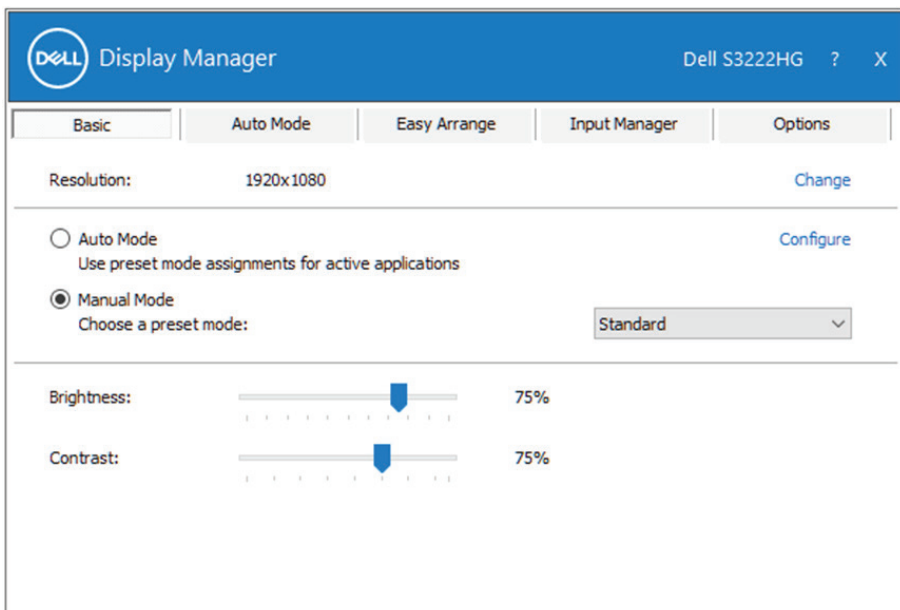 DELL Display Manager Dell S3222HG ? X
Basic Auto Mode Easy Arrange Input Manager Options
Resolution: 1920x1080 Change
Auto Mode Configure
Use preset mode assignments for active applications
Manual Mode
Choose a preset mode: Standard
Brightness: 75%
Contrast: 75%